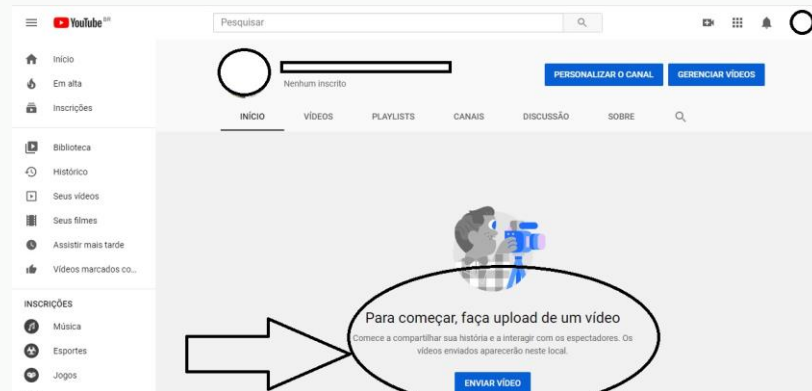 YouTube BR
Pesquisar
Início
Em alta
Inscrições
Biblioteca
Histórico
Seus vídeos
Seus filmes
Assistir mais tarde
Vídeos marcados co...
INSCRIÇÕES
Música
Esportes
Jogos
Nenhum inscrito
PERSONALIZAR O CANAL
GERENCIAR VÍDEOS
INÍCIO VÍDEOS PLAYLISTS CANAIS DISCUSSÃO SOBRE
Para começar, faça upload de um vídeo
Comece a compartilhar sua história e a interagir com os espectadores. Os
vídeos enviados aparecerão neste local.
ENVIAR VÍDEO